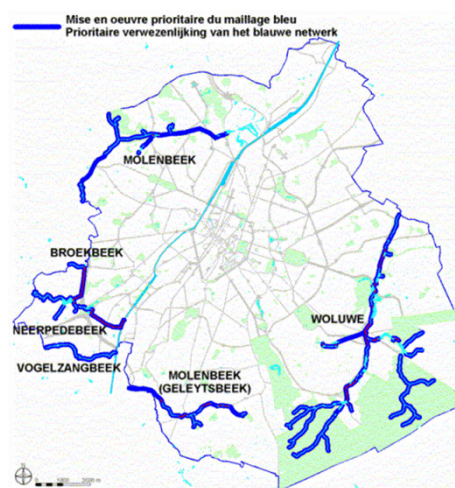 Mise en oeuvre prioritaire du maillage bleu
Prioritaire verwezenlijking van het blauwe netwerk
MOLENBEEK
BROEKBEEK
WOLUWE
NEERPEDEBEEK
VOGELZANGBEEK
MOLENBEEK
(GELEYTSBEEK)